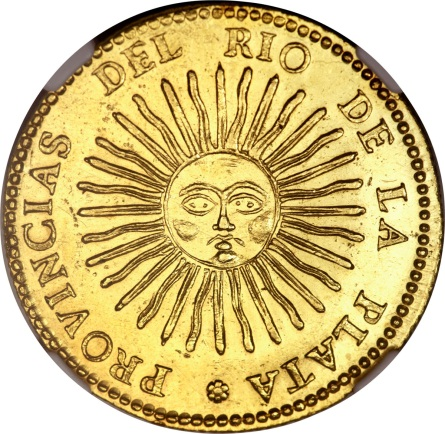 PROVINCIAS DEL RIO DE LA PLATA